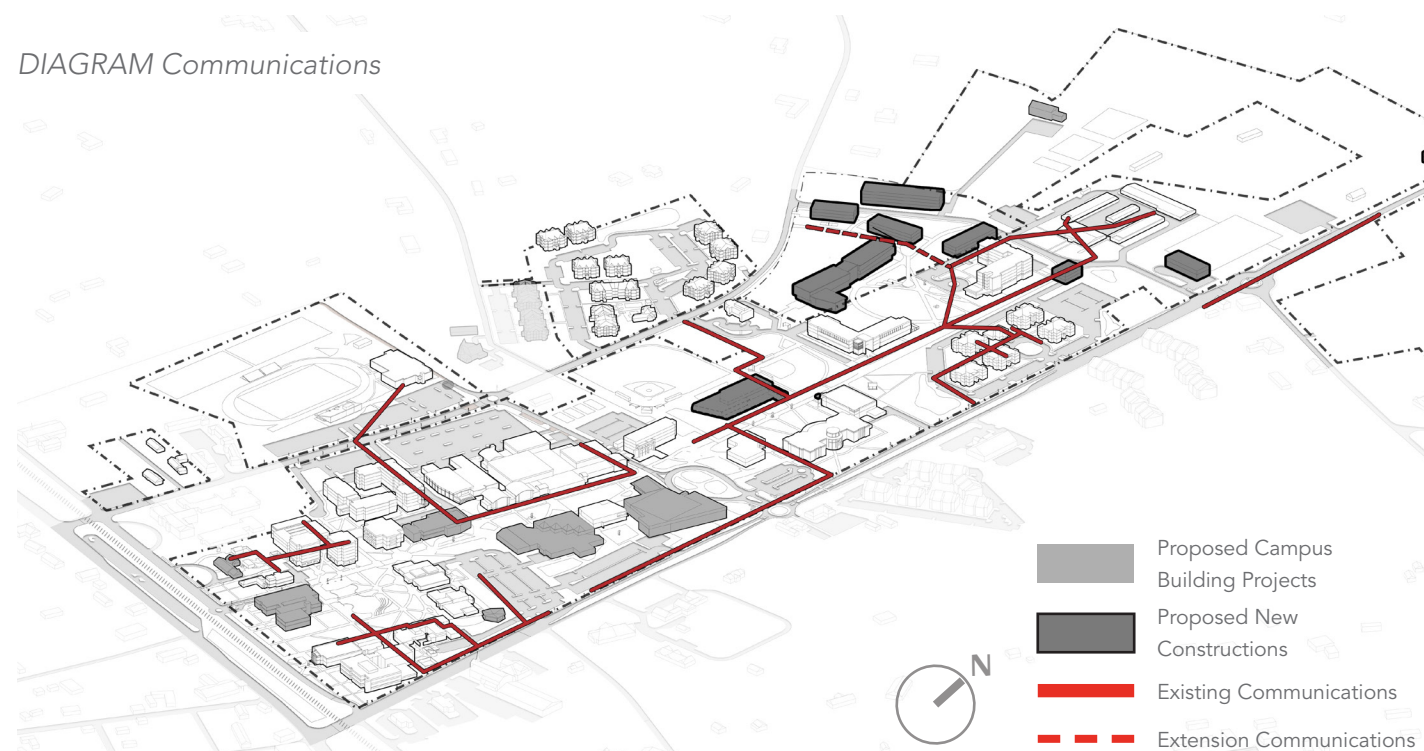 DIAGRAM Communications
N
Proposed Campus
Building Projects
Proposed New
Constructions
Existing Communications
Extension Communications